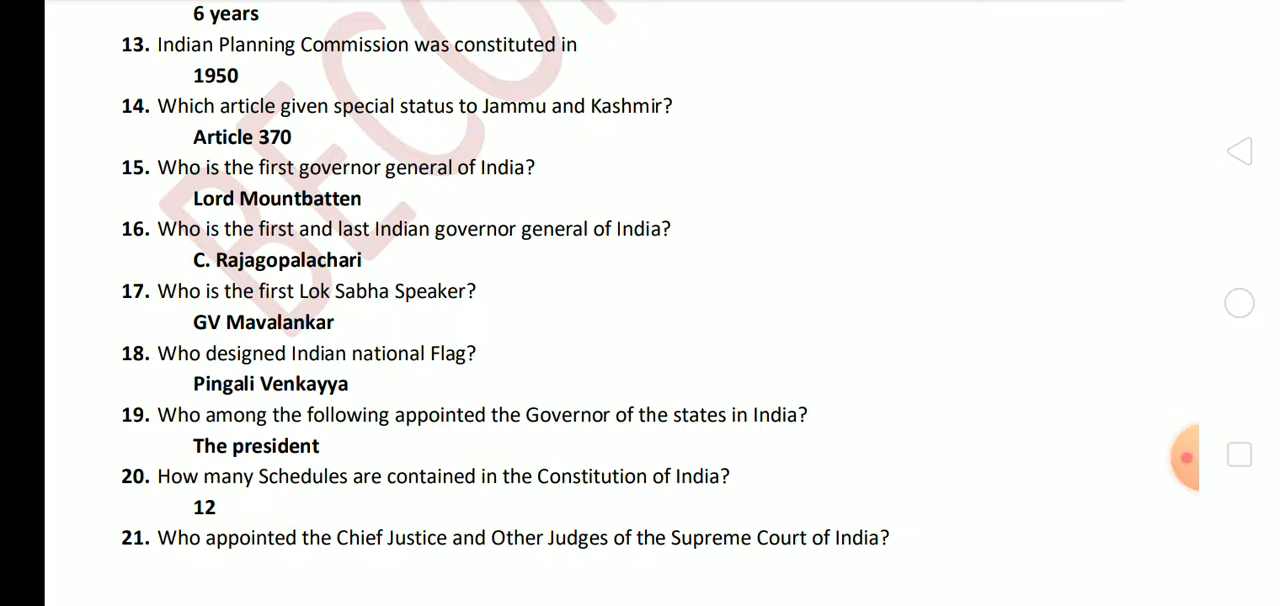 6 years
13. Indian Planning Commission was constituted in
1950
14. Which article given special status to Jammu and Kashmir?
Article 370
15. Who is the first governor general of India?
Lord Mountbatten
16. Who is the first and last Indian governor general of India?
C. Rajagopalachari
17. Who is the first Lok Sabha Speaker?
GV Mavalankar
18. Who designed Indian national Flag?
Pingali Venkayya
19. Who among the following appointed the Governor of the states in India?
The president
20. How many Schedules are contained in the Constitution of India?
12
21. Who appointed the Chief Justice and Other Judges of the Supreme Court of India?